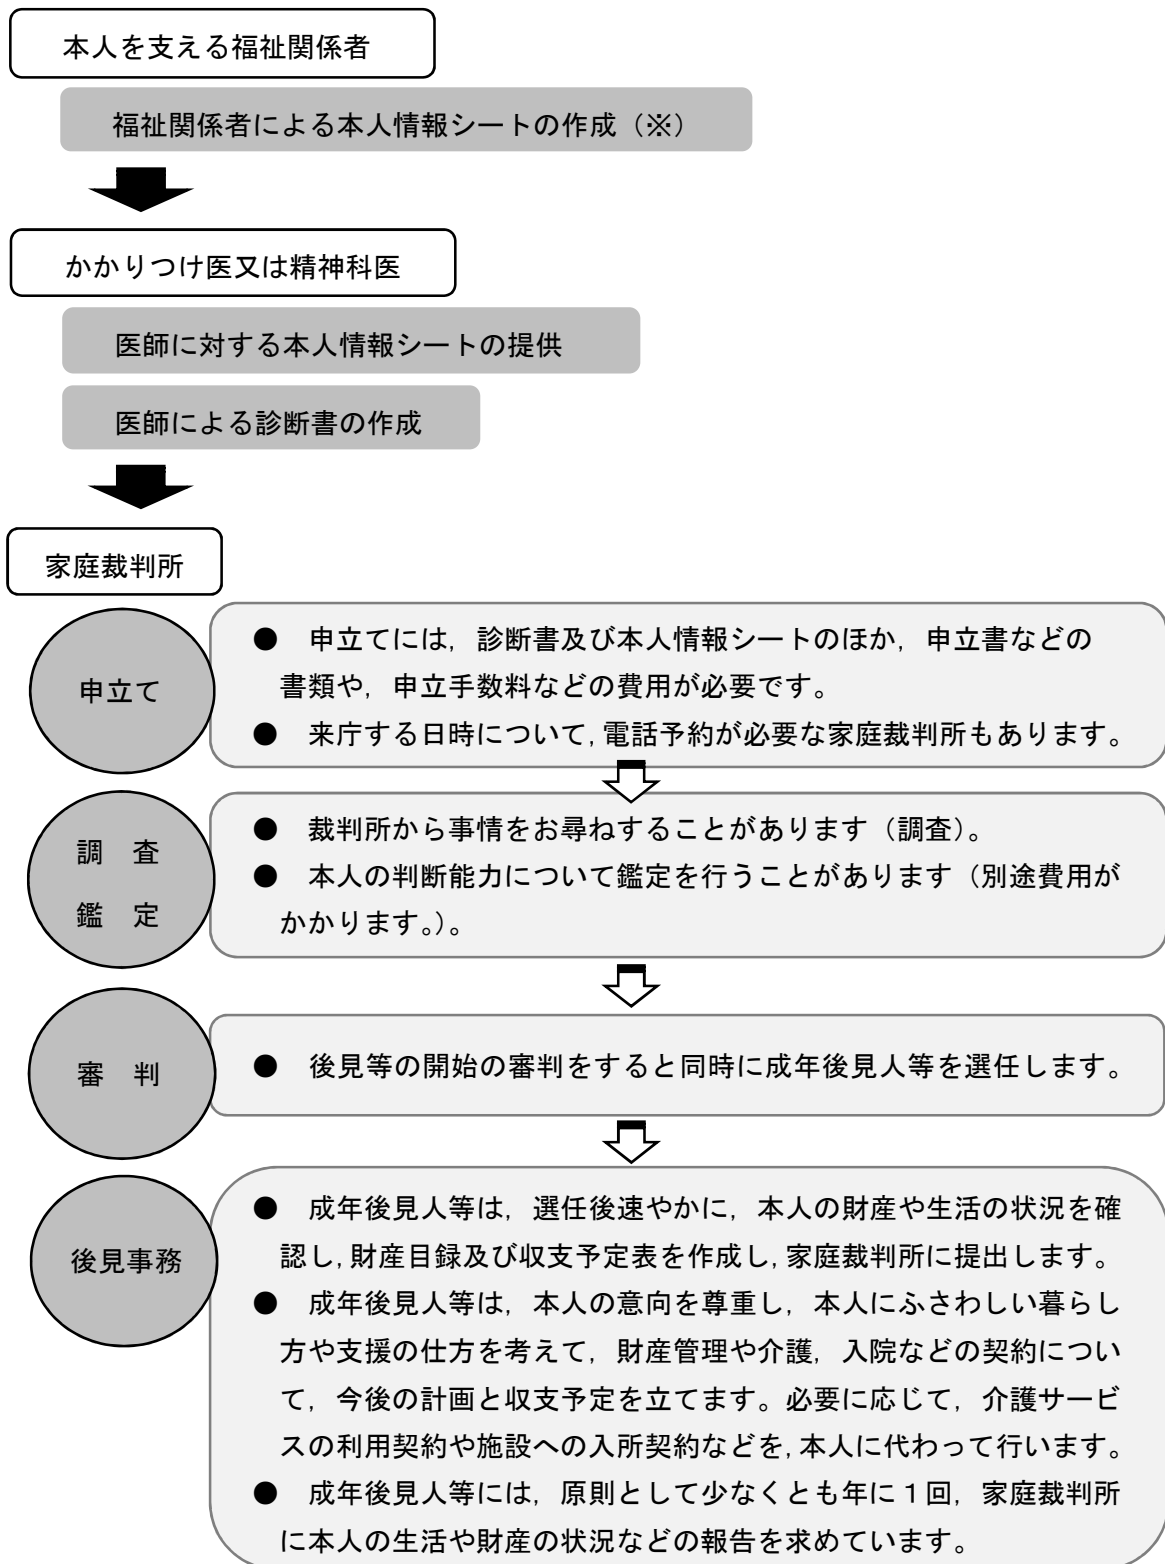 本人を支える福祉関係者
福祉関係者による本人情報シートの作成（※）
かかりつけ医又は精神科医
医師に対する本人情報シートの提供
医師による診断書の作成
家庭裁判所
申立て
● 申立てには，診断書及び本人情報シートのほか，申立書などの
書類や，申立手数料などの費用が必要です。
● 来庁する日時について，電話予約が必要な家庭裁判所もあります。
調 査
鑑 定
● 裁判所から事情をお尋ねすることがあります（調査）。
● 本人の判断能力について鑑定を行うことがあります（別途費用が
かかります。）。
審 判
● 後見等の開始の審判をすると同時に成年後見人等を選任します。
後見事務
● 成年後見人等は，選任後速やかに，本人の財産や生活の状況を確
認し，財産目録及び収支予定表を作成し，家庭裁判所に提出します。
● 成年後見人等は，本人の意向を尊重し，本人にふさわしい暮らし
方や支援の仕方を考えて，財産管理や介護，入院などの契約につい
て，今後の計画と収支予定を立てます。必要に応じて，介護サービ
スの利用契約や施設への入所契約などを，本人に代わって行います。
● 成年後見人等には，原則として少なくとも年に１回，家庭裁判所
に本人の生活や財産の状況などの報告を求めています。